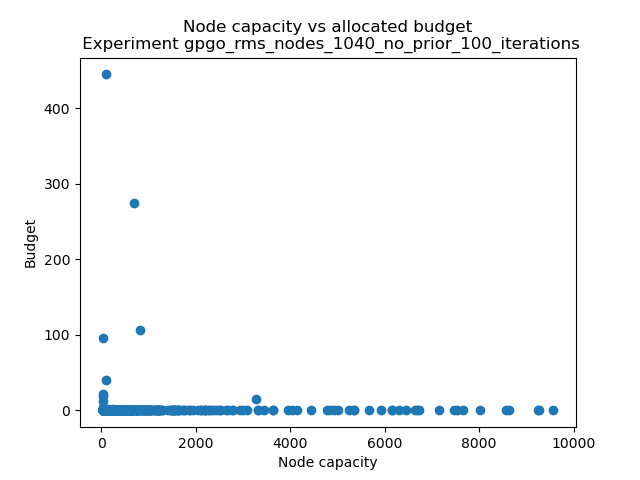 Node capacity vs allocated budget
Experiment gpgo_rms_nodes_1040_no_prior_100_iterations
400
300
200
100
0
Budget
0 2000 4000 6000 8000 10000
Node capacity